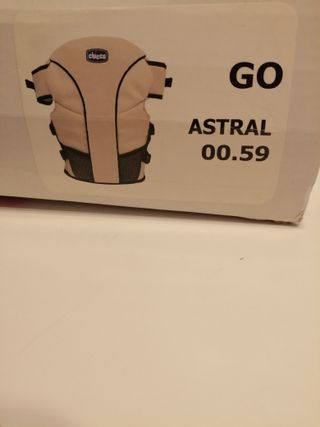 chicco
GO
ASTRAL
00.59